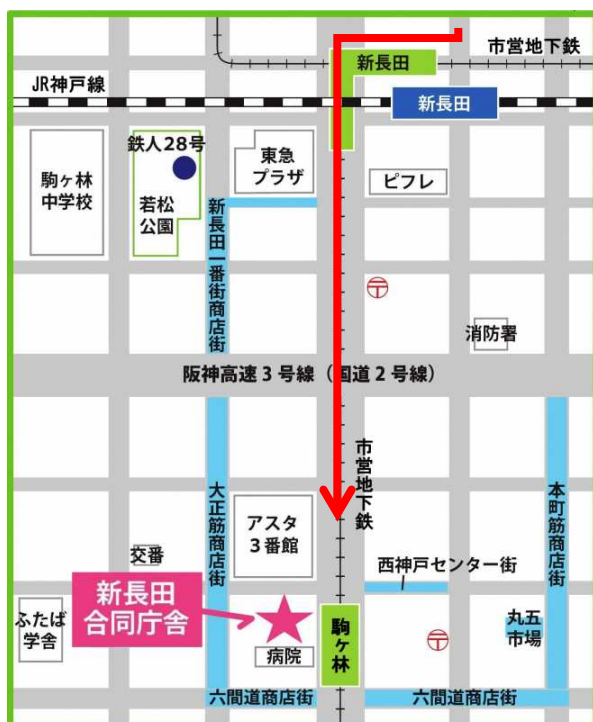 市営地下鉄
新長田
JR神戸線
新長田
鉄人28号
東急
プラザ
ピフレ
駒ヶ林
中学校
若松
公園
新長田一番街商店街
〒
消防署
阪神高速3号線（国道2号線）
市営地下鉄
大正筋商店街
本町筋商店街
アスタ
3番館
交番
西神戸センター街
新長田
合同庁舎
ふたば
学舎
駒ヶ林
丸五
市場
〒
病院
六間道商店街
六間道商店街